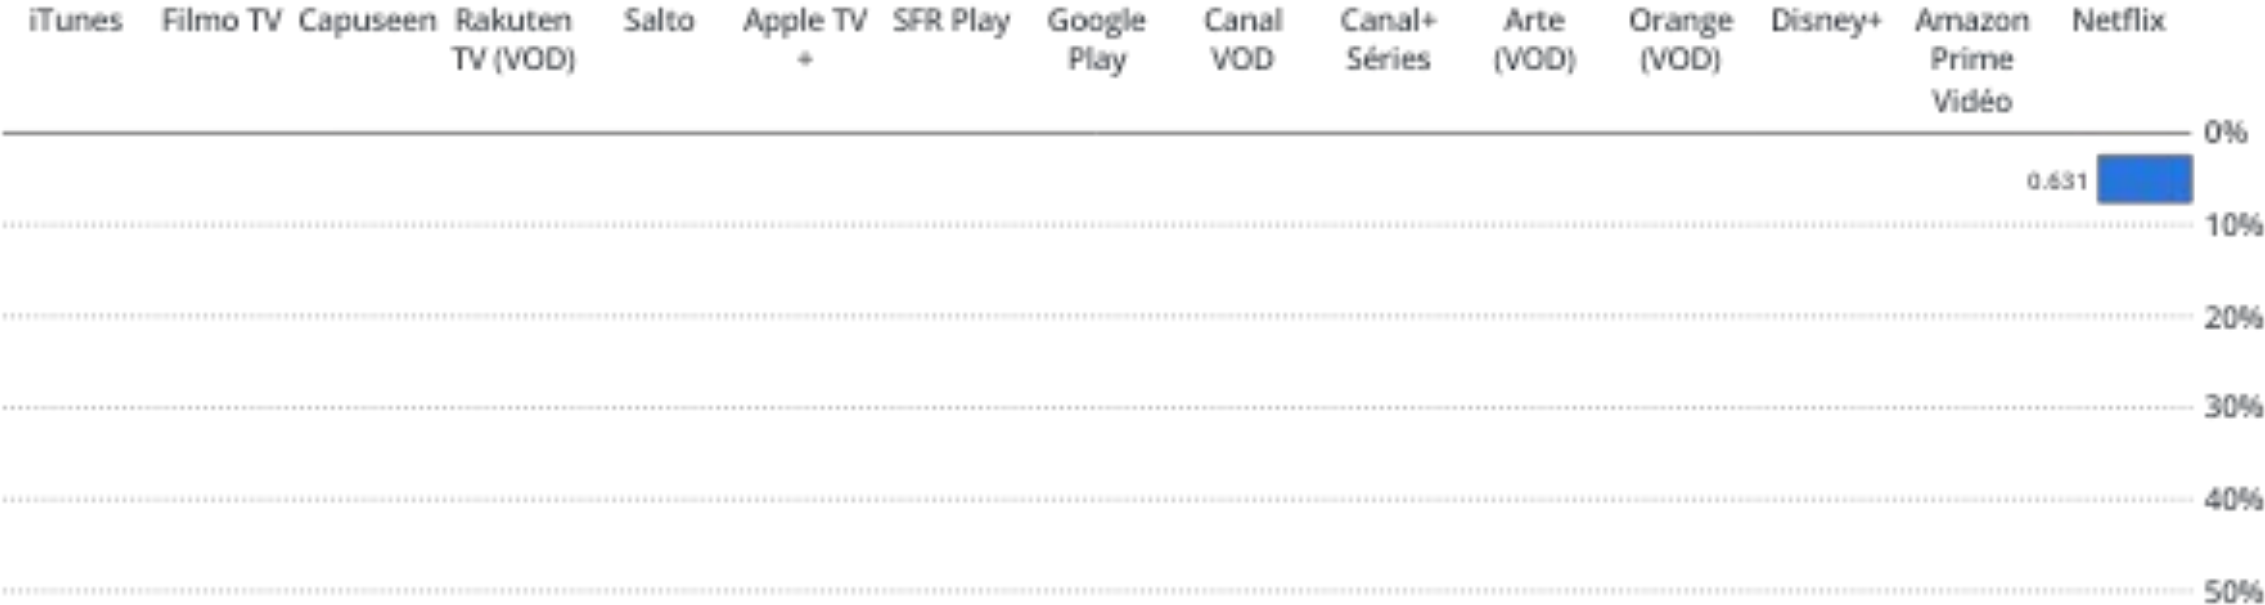 iTunes Filmo TV Capuseen Rakuten Salto Apple TV SFR Play Google Canal Canal+ Arte Orange Disney+ Amazon Netflix
TV (VOD) + Play VOD Séries (VOD) (VOD) Prime
Vidéo
0%
0.631
10%
20%
30%
40%
50%